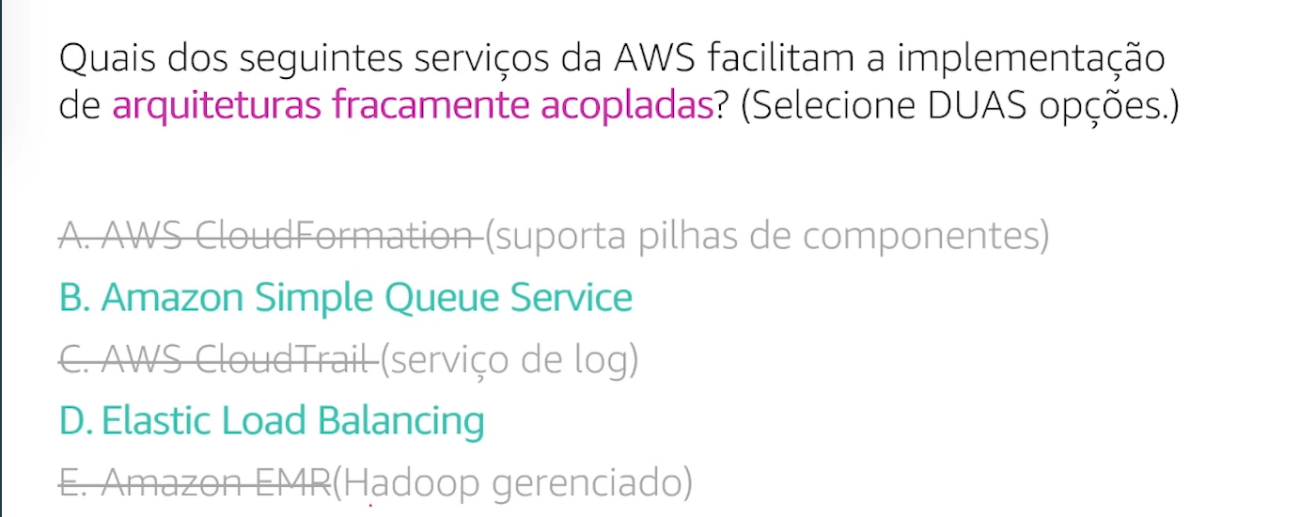 Quais dos seguintes serviços da AWS facilitam a implementação
de arquiteturas fracamente acopladas? (Selecione DUAS opções.)
A. AWS CloudFormation (suporta pilhas de componentes)
B. Amazon Simple Queue Service
C. AWS CloudTrail (serviço de log)
D. Elastic Load Balancing
E. Amazon EMR(Hadoop gerenciado)